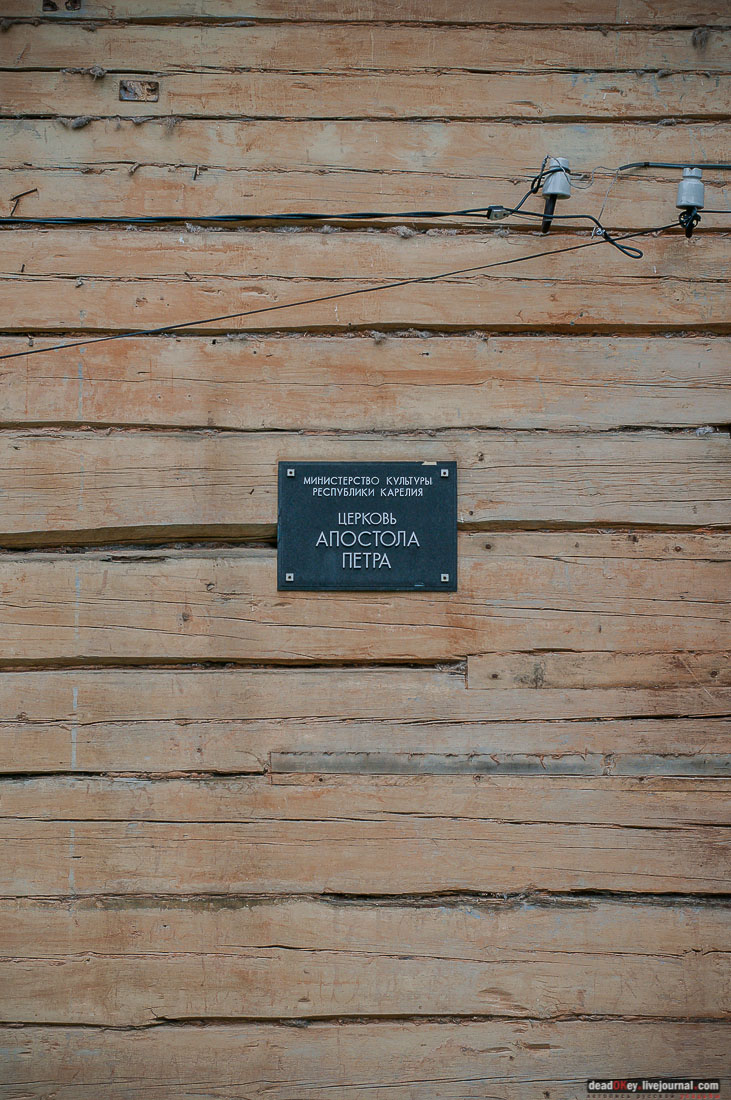 МИНИСТЕРСТВО КУЛЬТУРЫ
РЕСПУБЛИКИ КАРЕЛИЯ
ЦЕРКОВЬ
АПОСТОЛА
ПЕТРА
deadOKey.livejournal.com